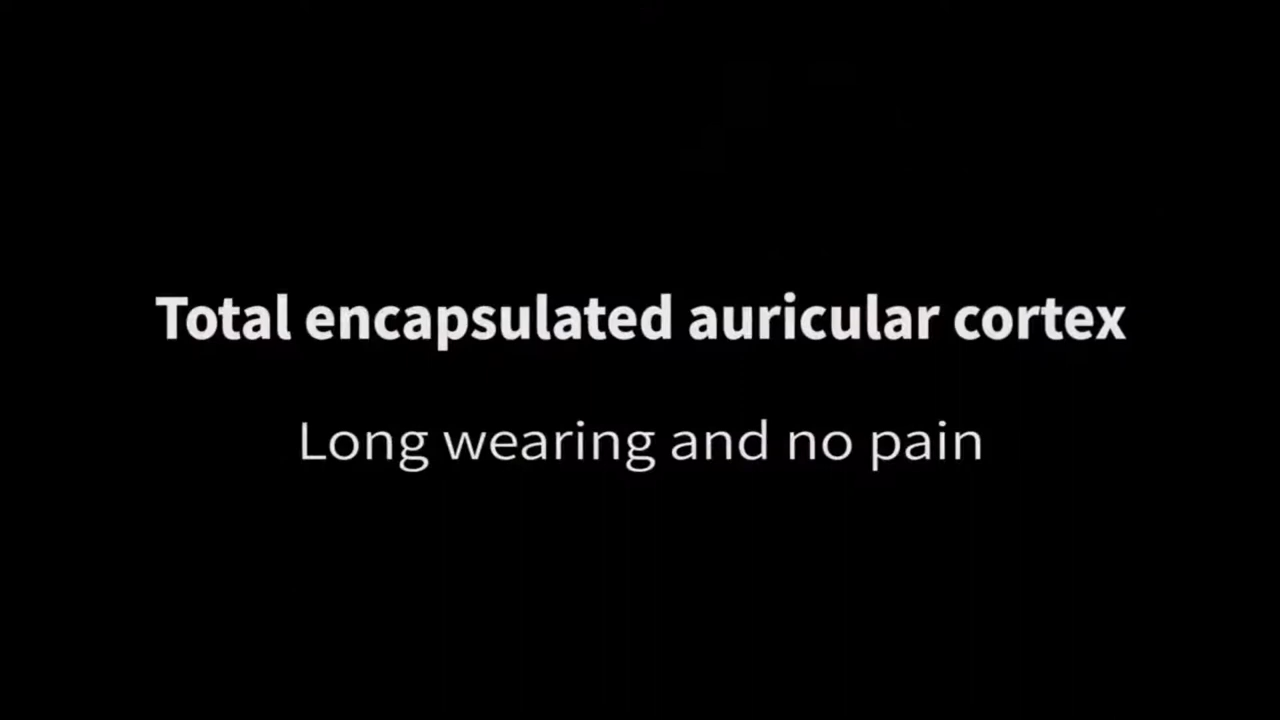 Total encapsulated auricular cortex
Long wearing and no pain